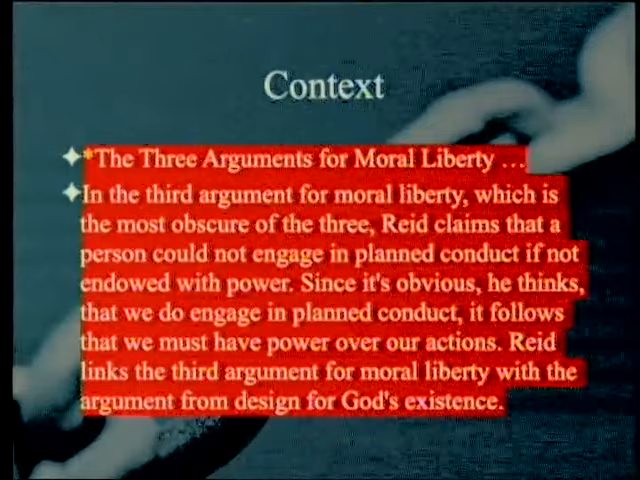 Context
*The Three Arguments for Moral Liberty …
In the third argument for moral liberty, which is
the most obscure of the three, Reid claims that a
person could not engage in planned conduct if not
endowed with power. Since it's obvious, he thinks,
that we do engage in planned conduct, it follows
that we must have power over our actions. Reid
links the third argument for moral liberty with the
argument from design for God's existence.